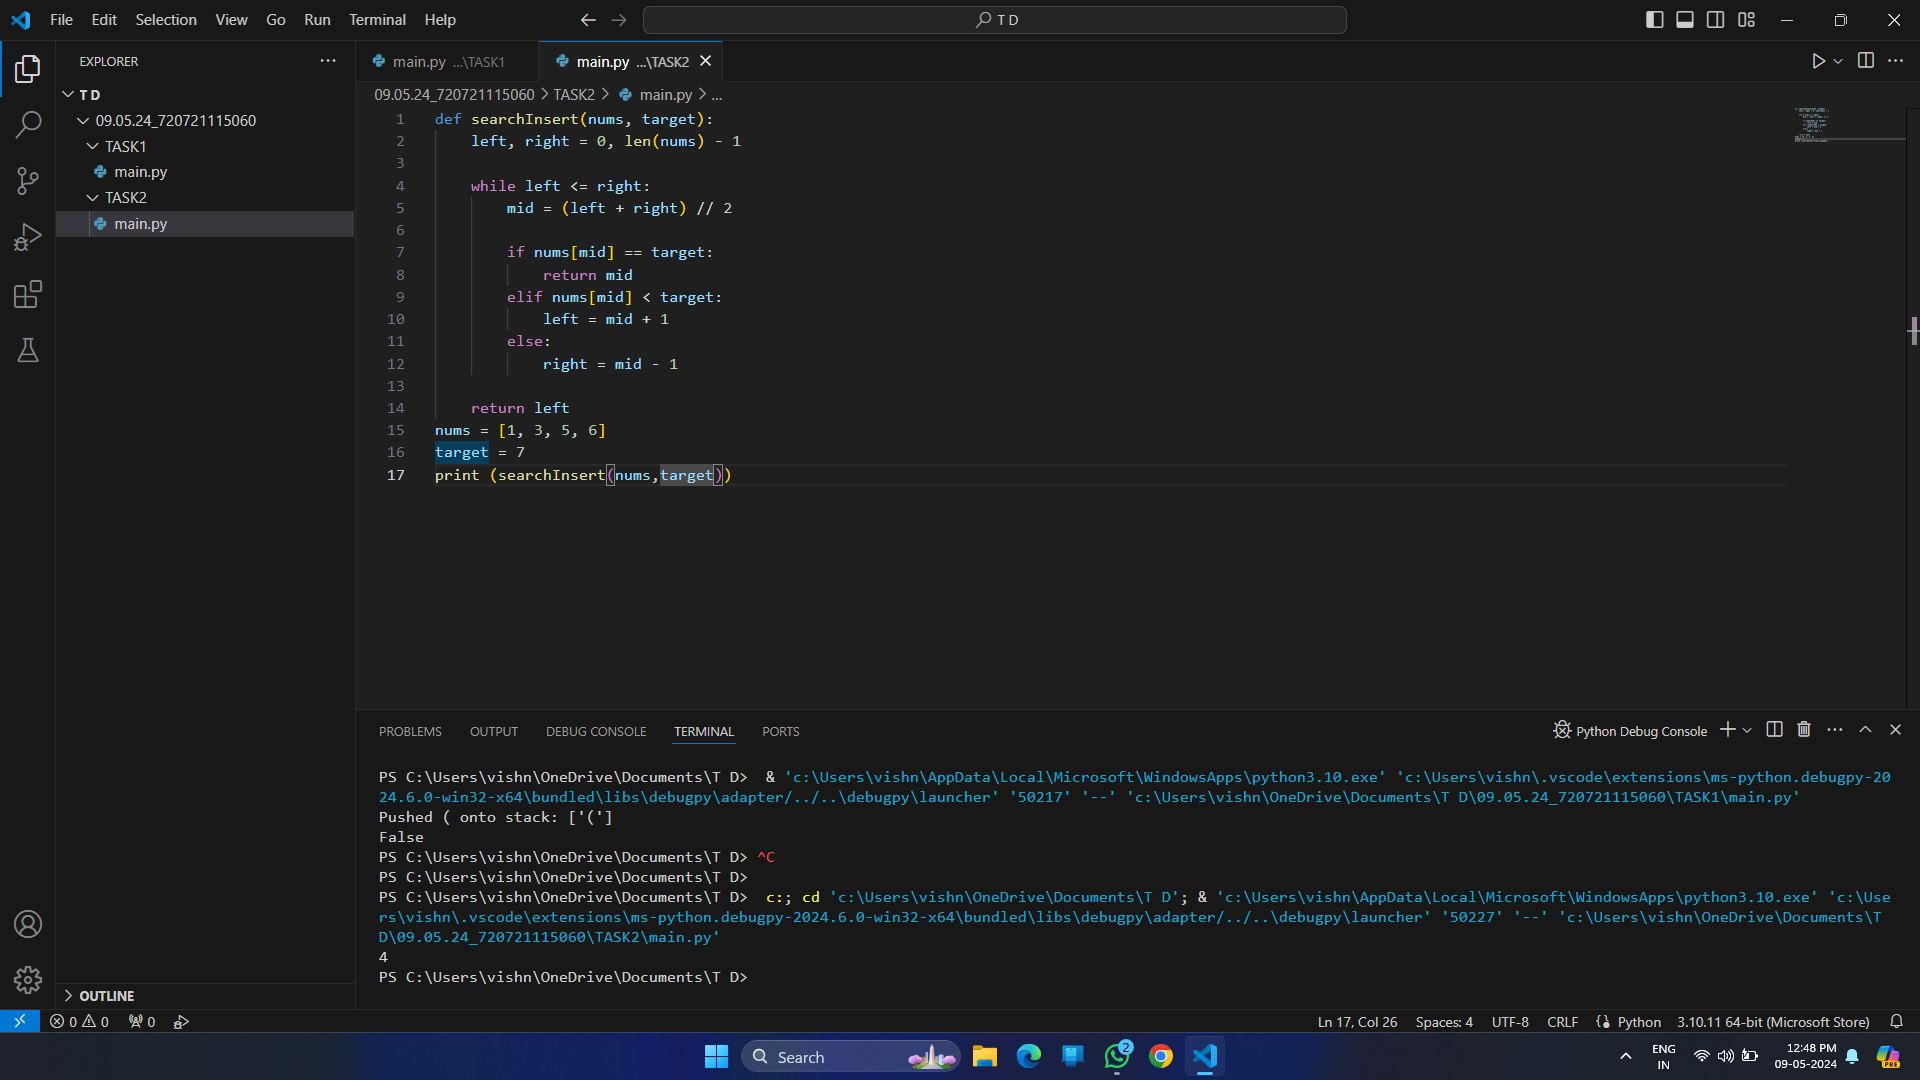 File Edit Selection View Go Run Terminal Help
T D
EXPLORER
main.py ...\TASK1
main.py ...\TASK2
T D
09.05.24_720721115060
TASK1
main.py
TASK2
main.py
OUTLINE
09.05.24_720721115060 > TASK2 > main.py > ...
1 def searchInsert(nums, target):
2 left, right = 0, len(nums) - 1
3
4 while left <= right:
5 mid = (left + right) // 2
6
7 if nums[mid] == target:
8 return mid
9 elif nums[mid] < target:
10 left = mid + 1
11 else:
12 right = mid - 1
13
14 return left
15 nums = [1, 3, 5, 6]
16 target = 7
17 print (searchInsert(nums,target))
PROBLEMS OUTPUT DEBUG CONSOLE TERMINAL PORTS
Python Debug Console
PS C:\Users\vishn\OneDrive\Documents\T D>  & 'c:\Users\vishn\AppData\Local\Microsoft\WindowsApps\python3.10.exe' 'c:\Users\vishn\.vscode\extensions\ms-python.debugpy-20
24.6.0-win32-x64\bundled\libs\debugpy\adapter/../..\debugpy\launcher' '50217' '--' 'c:\Users\vishn\OneDrive\Documents\T D\09.05.24_720721115060\TASK1\main.py'
Pushed ( onto stack: ['(']
False
PS C:\Users\vishn\OneDrive\Documents\T D> ^C
PS C:\Users\vishn\OneDrive\Documents\T D>
PS C:\Users\vishn\OneDrive\Documents\T D>  c:; cd 'c:\Users\vishn\OneDrive\Documents\T D'; & 'c:\Users\vishn\AppData\Local\Microsoft\WindowsApps\python3.10.exe' 'c:\Use
rs\vishn\.vscode\extensions\ms-python.debugpy-2024.6.0-win32-x64\bundled\libs\debugpy\adapter/../..\debugpy\launcher' '50227' '--' 'c:\Users\vishn\OneDrive\Documents\T
D\09.05.24_720721115060\TASK2\main.py'
4
PS C:\Users\vishn\OneDrive\Documents\T D>
0 0 0
Ln 17, Col 26 Spaces: 4 UTF-8 CRLF Python 3.10.11 64-bit (Microsoft Store)
Search
2
ENG
IN
12:48 PM
09-05-2024
PRE